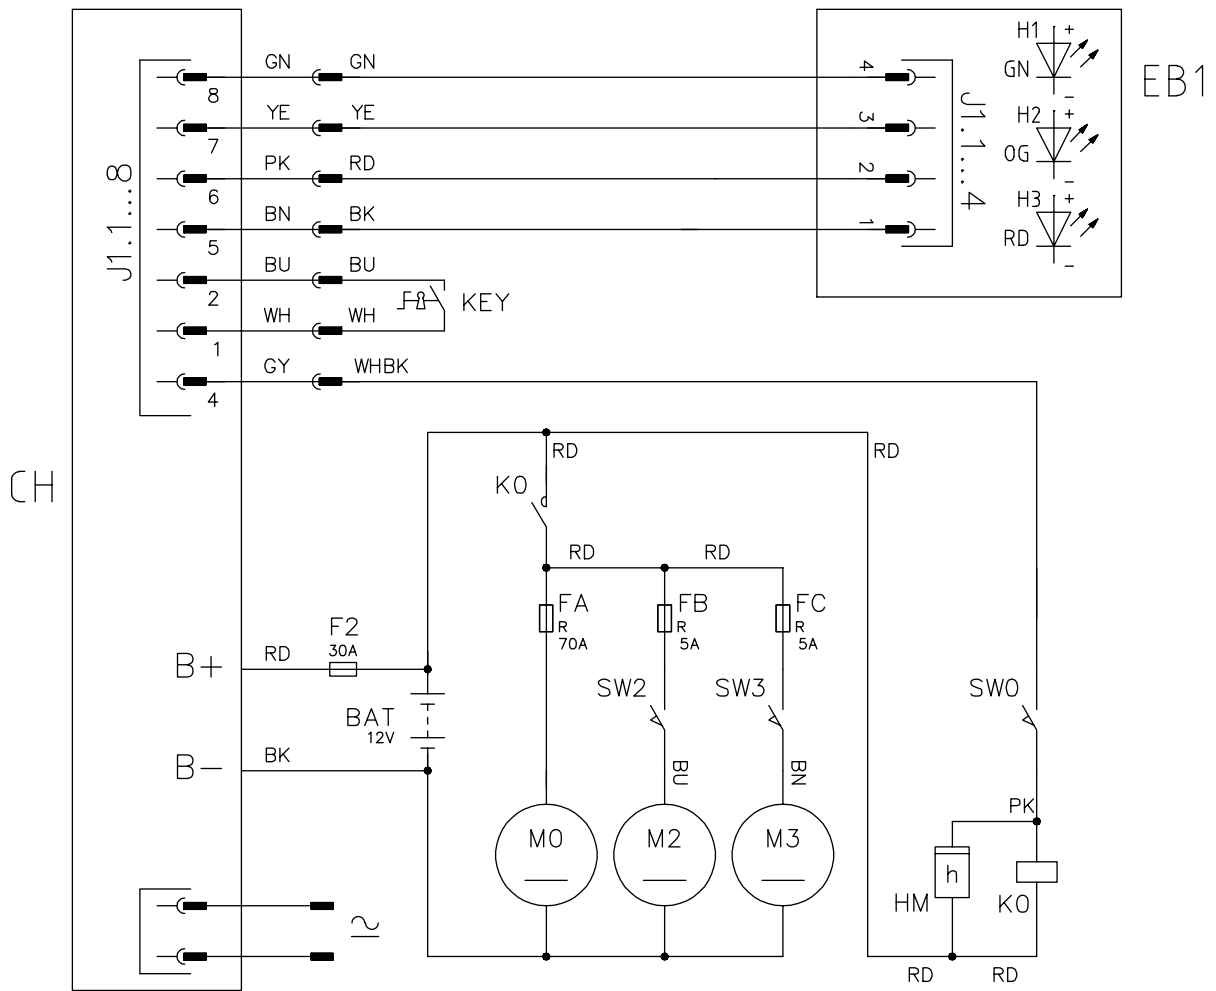 GN GN 4 H1 +
8 GN EB1
YE YE 3 −
7 H2 +
PK RD 2 OG
6 −
J1.1...8 J1.1...4
BN BK 1 H3 +
5 RD
BU BU −
2 KEY
WH WH
1
GY WHBK
4
CH
RD RD
K0
RD RD
FA FB FC
R R R
70A 5A 5A
F2
30A
B+ RD
SW2 SW3 SW0
BAT
12V
B− BK
BU BN
PK
M0 M2 M3
h
HM K0
RD RD